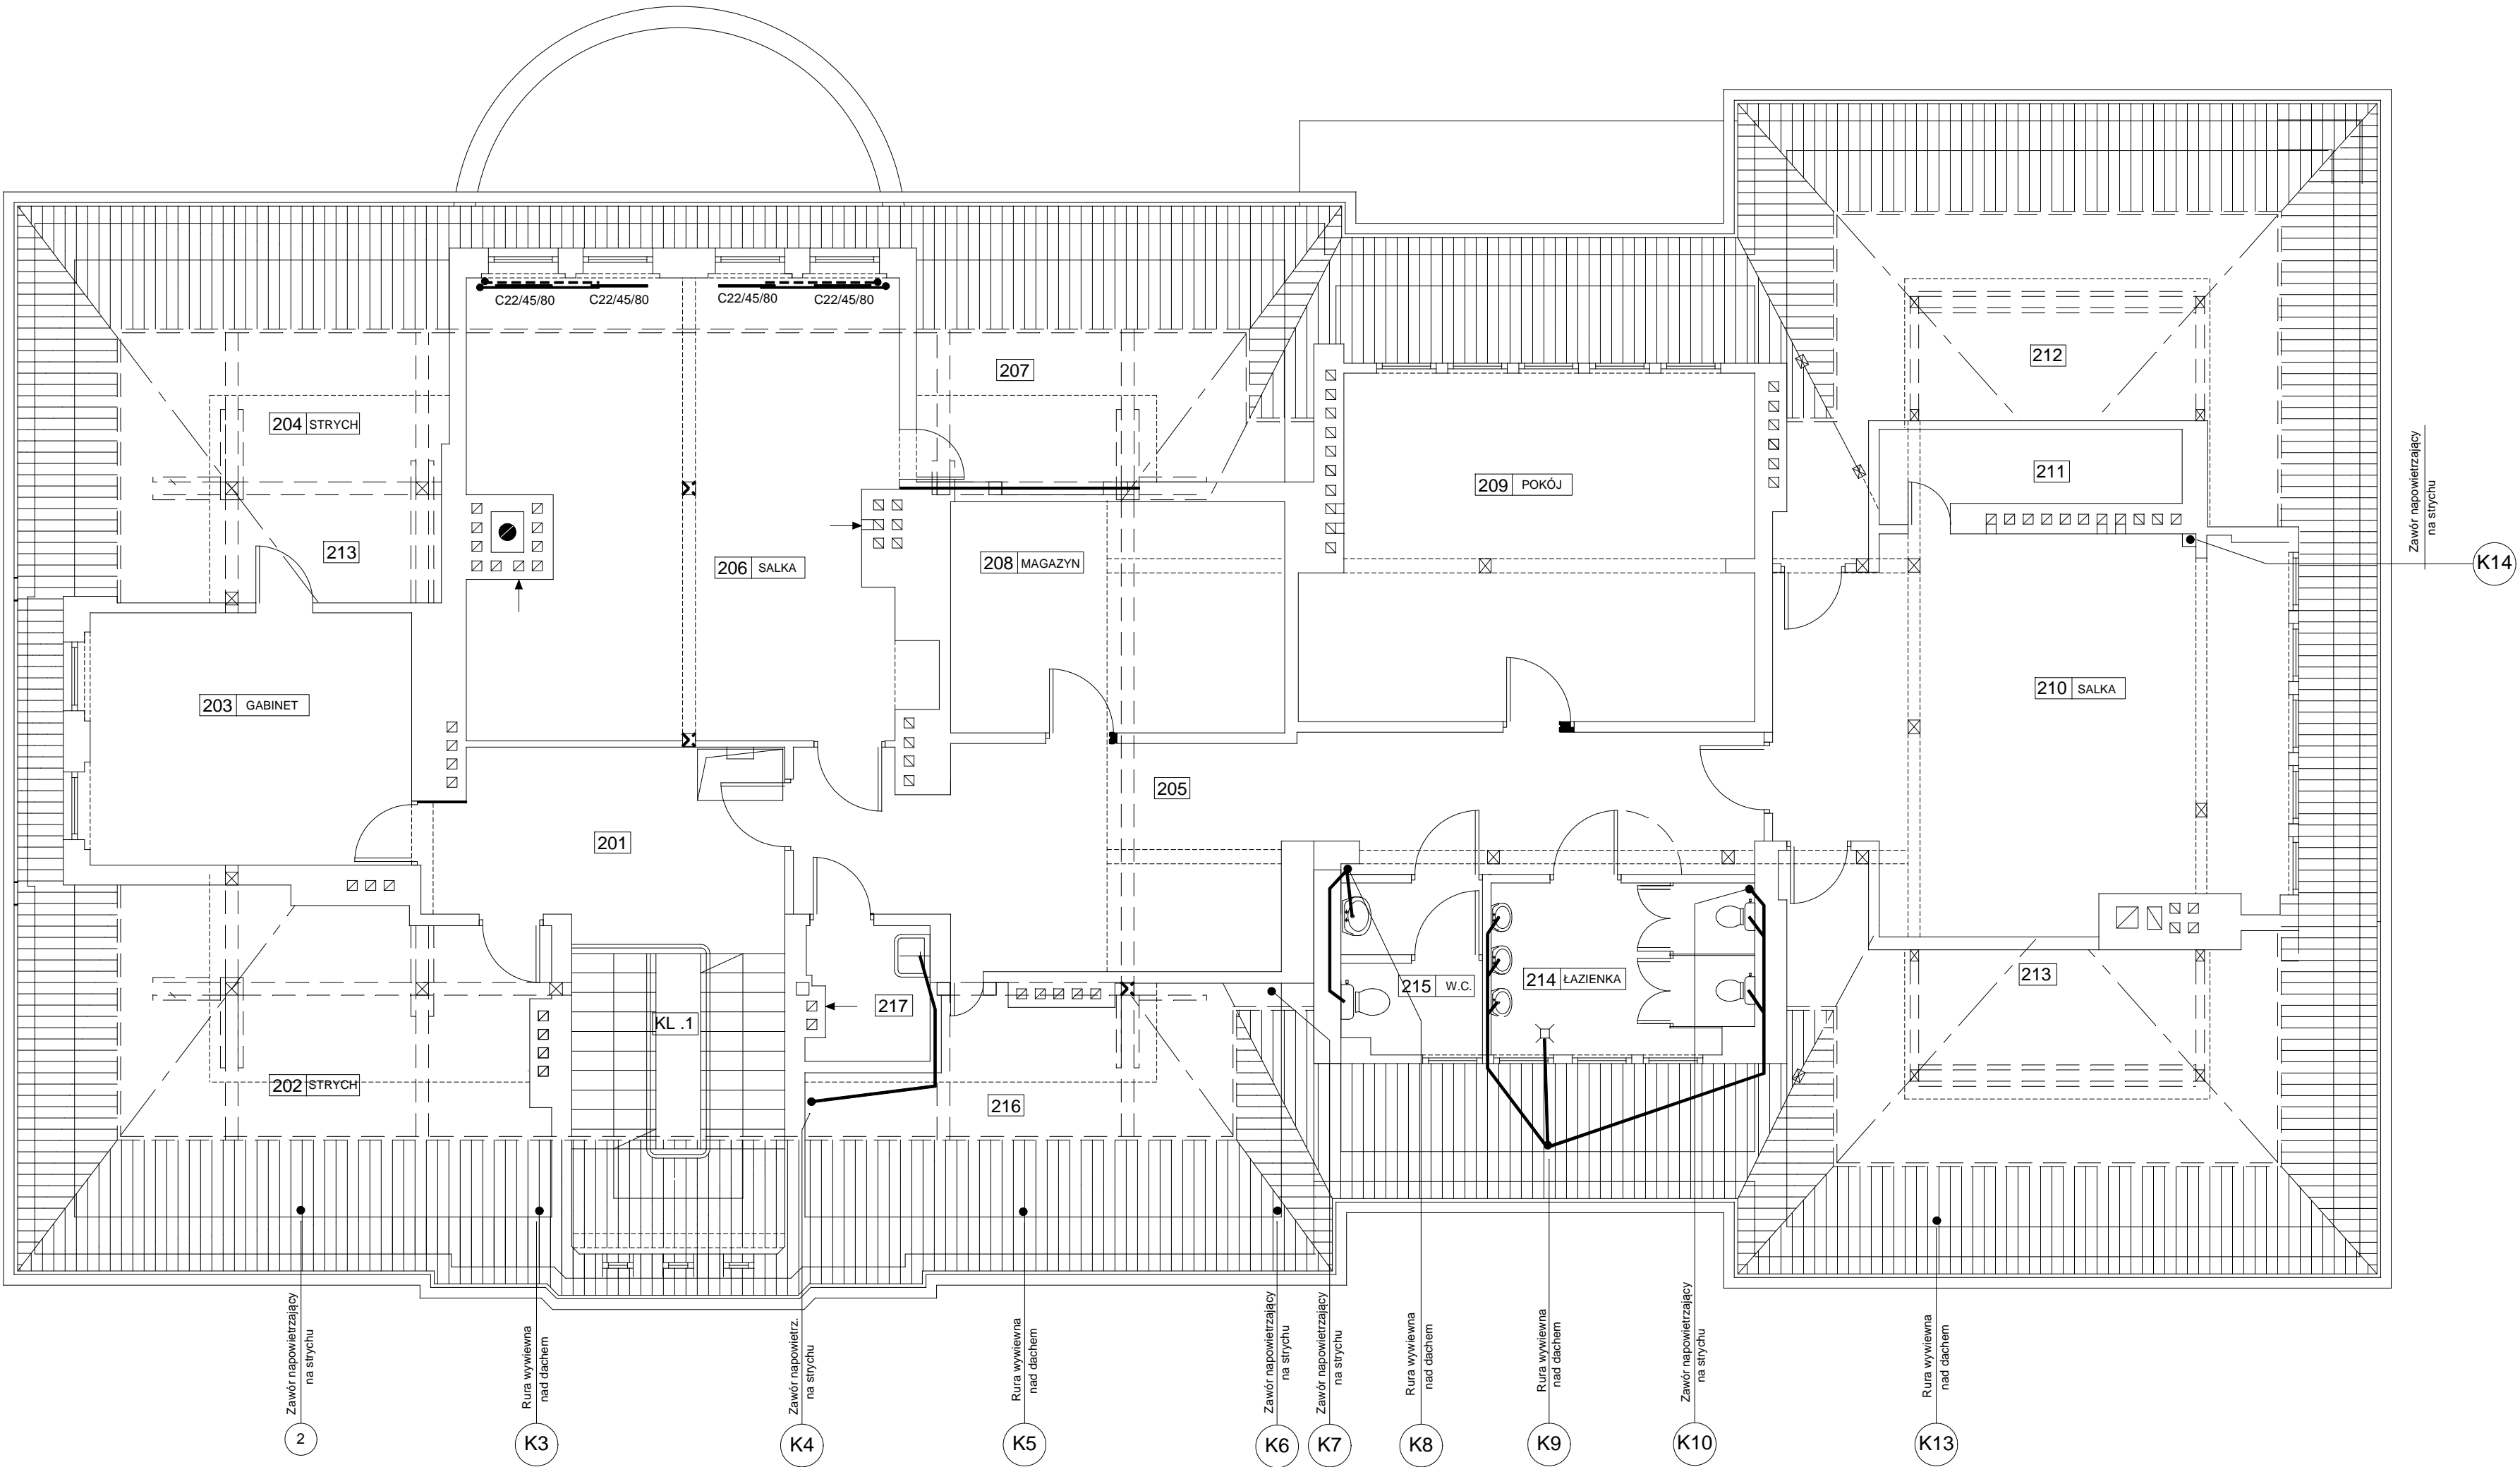 C22/45/80
C22/45/80
C22/45/80
C22/45/80
212
207
204 STRYCH
211
209 POKÓJ
Zawór napowietrzający
na strychu
213
208 MAGAZYN
206 SALKA
K14
210 SALKA
203 GABINET
205
201
213
215 W.C.
214 ŁAZIENKA
217
KL .1
202 STRYCH
216
Zawór napowietrzający
na strychu
Rura wywiewna
nad dachem
Zawór napowietrz.
na strychu
Rura wywiewna
nad dachem
Zawór napowietrzający
na strychu
Zawór napowietrzający
na strychu
Rura wywiewna
nad dachem
Rura wywiewna
nad dachem
Zawór napowietrzający
na strychu
Rura wywiewna
nad dachem
2
K3
K4
K5
K6
K7
K8
K9
K10
K13